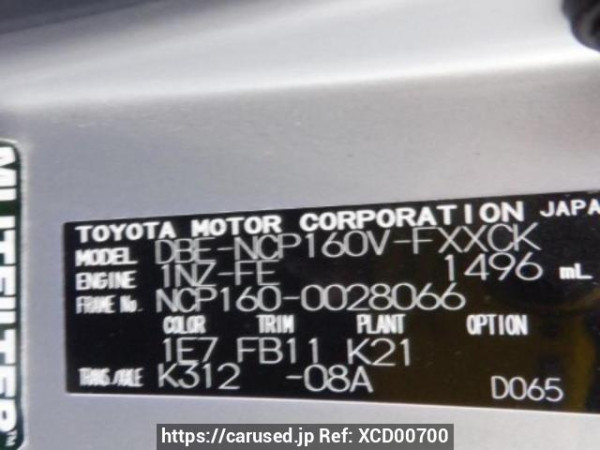 TOYOTA MOTOR CORPORATION JAPA
MODEL DBE-NCP160V-FXXCK
ENGINE 1NZ-FE 1496 mL
FRAME No. NCP160-0028066
COLOR TRIM PLANT OPTION
1E7 FB11 K21
TRANS./AXLE K312 -08A
D065
MLITFILTER™
https://carused.jp Ref: XCD00700